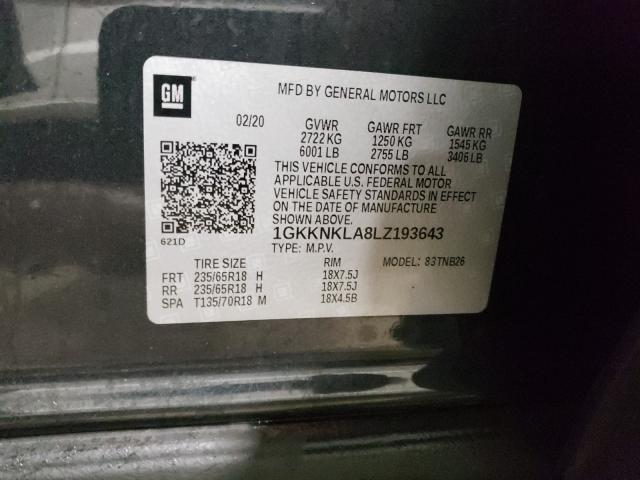 GM
MFD BY GENERAL MOTORS LLC
02/20 GVWR GAWR FRT GAWR RR
2722 KG 1250 KG 1545 KG
6001 LB 2755 LB 3406 LB
THIS VEHICLE CONFORMS TO ALL
APPLICABLE U.S. FEDERAL MOTOR
VEHICLE SAFETY STANDARDS IN EFFECT
ON THE DATE OF MANUFACTURE
SHOWN ABOVE.
621D
1GKKNKLA8LZ193643
TYPE: M.P.V.
TIRE SIZE RIM MODEL: 83TNB26
FRT 235/65R18 H 18X7.5J
RR 235/65R18 H 18X7.5J
SPA T135/70R18 M 18X4.5B